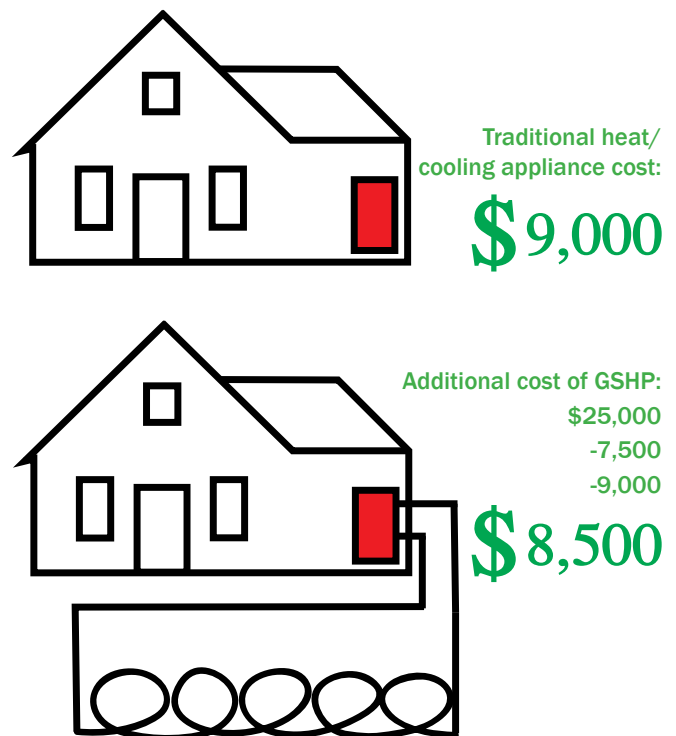 Traditional heat/
cooling appliance cost:
$9,000
Additional cost of GSHP:
$25,000
-7,500
-9,000
$8,500